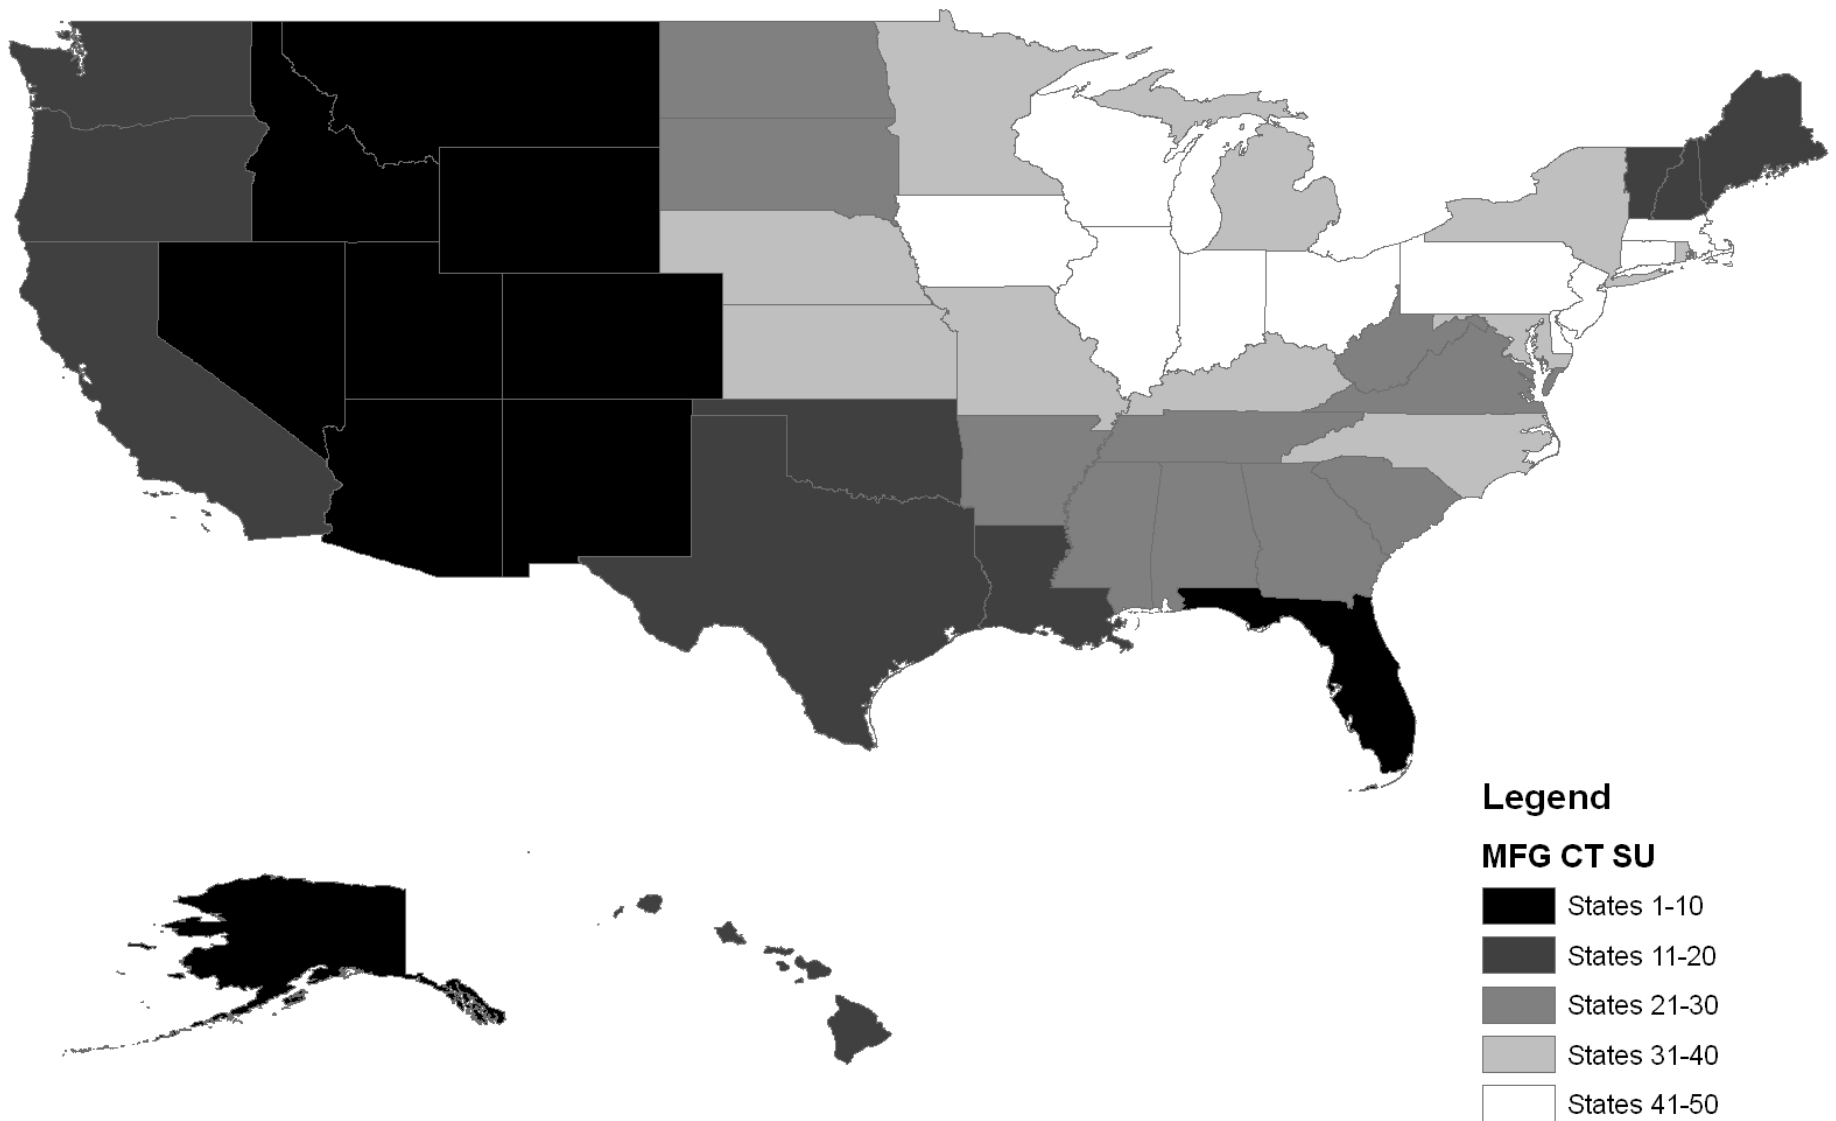 Legend
MFG CT SU
States 1-10
States 11-20
States 21-30
States 31-40
States 41-50